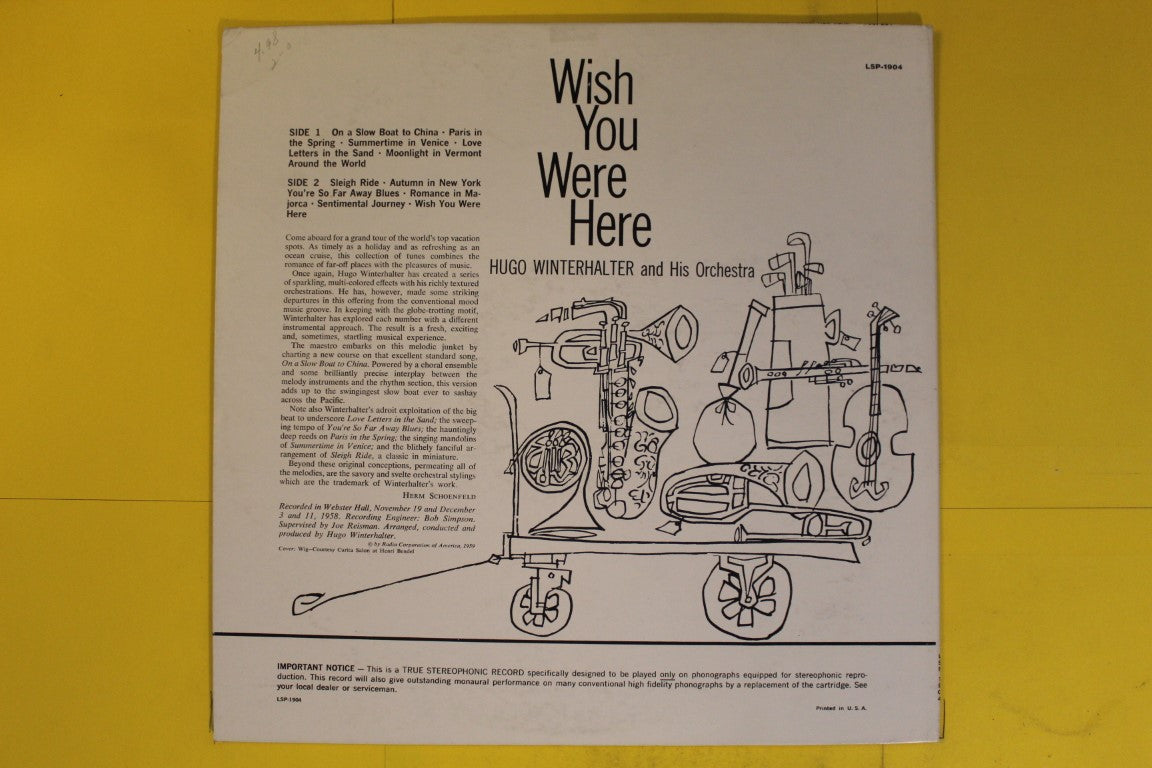 4.98
LSP-1904
Wish
You
Were
Here
HUGO WINTERHALTER and His Orchestra
SIDE 1 On a Slow Boat to China · Paris in
the Spring · Summertime in Venice · Love
Letters in the Sand · Moonlight in Vermont
Around the World
SIDE 2 Sleigh Ride · Autumn in New York
You're So Far Away Blues · Romance in Ma-
jorca · Sentimental Journey · Wish You Were
Here
Come aboard for a grand tour of the world's top vacation
spots. As timely as a holiday and as refreshing as an
ocean cruise, this collection of tunes combines the
romance of far-off places with the pleasures of music.
Once again, Hugo Winterhalter has created a series
of sparkling, multi-colored effects with his richly textured
orchestrations. He has, however, made some striking
departures in this offering from the conventional mood
music groove. In keeping with the globe-trotting motif,
Winterhalter has explored each number with a different
instrumental approach. The result is a fresh, exciting
and, sometimes, startling musical experience.
The maestro embarks on this melodic junket by
charting a new course on that excellent standard song,
On a Slow Boat to China. Powered by a choral ensemble
and some brilliantly precise interplay between the
melody instruments and the rhythm section, this version
adds up to the swingingest slow boat ever to sashay
across the Pacific.
Note also Winterhalter's adroit exploitation of the big
beat to underscore Love Letters in the Sand; the sweep-
ing tempo of You're So Far Away Blues; the hauntingly
deep reeds on Paris in the Spring; the singing mandolins
of Summertime in Venice; and the blithely fanciful ar-
rangement of Sleigh Ride, a classic in miniature.
Beyond these original conceptions, permeating all of
the melodies, are the savory and svelte orchestral stylings
which are the trademark of Winterhalter's work.
HERM SCHOENFELD
Recorded in Webster Hall, November 19 and December
3 and 11, 1958. Recording Engineer: Bob Simpson.
Supervised by Joe Reisman. Arranged, conducted and
produced by Hugo Winterhalter.
© by Radio Corporation of America, 1959
Cover: Wig—Courtesy Carita Salon at Henri Bendel
IMPORTANT NOTICE — This is a TRUE STEREOPHONIC RECORD specifically designed to be played only on phonographs equipped for stereophonic repro-
duction. This record will also give outstanding monaural performance on many conventional high fidelity phonographs by a replacement of the cartridge. See
your local dealer or serviceman.
LSP-1904
Printed in U. S. A.